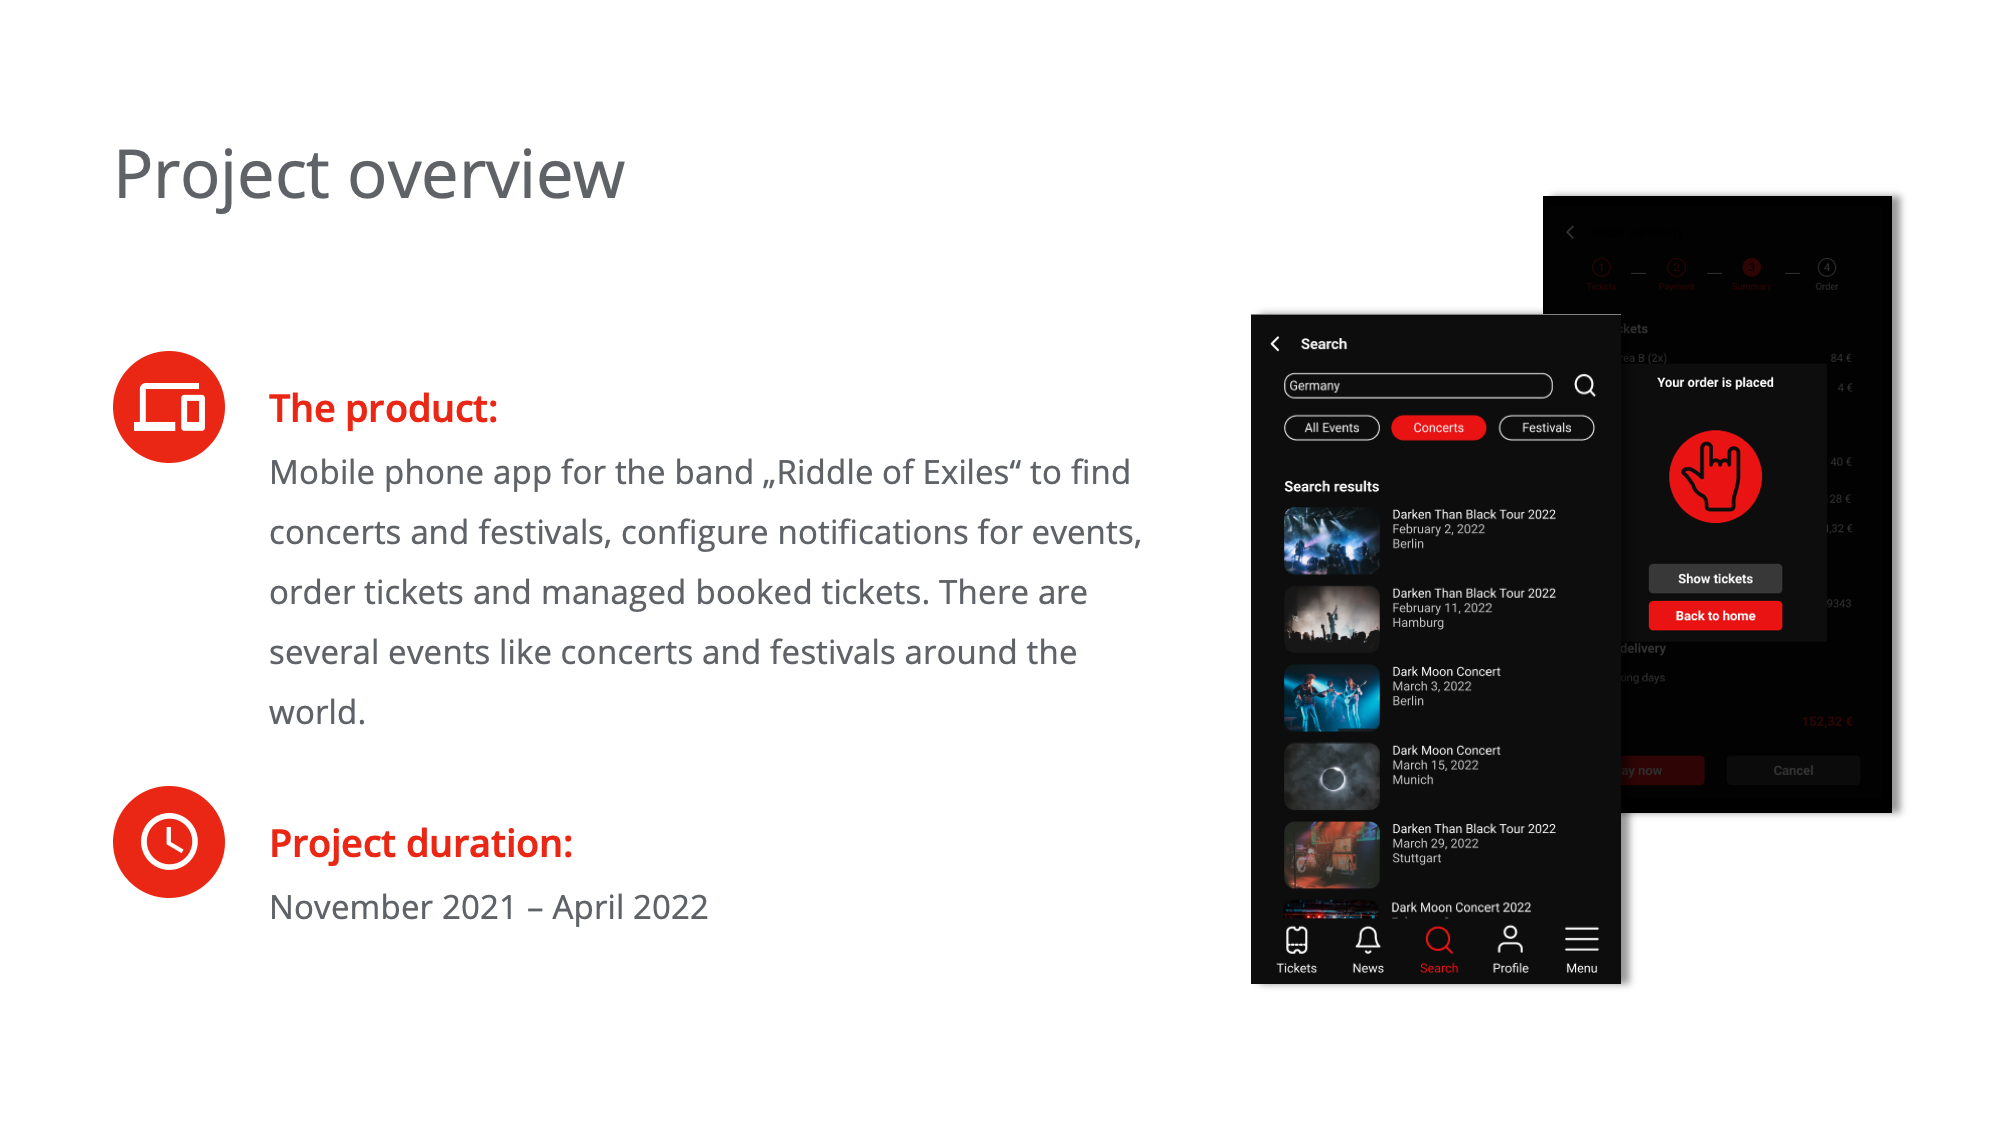 Project overview
The product:
Mobile phone app for the band „Riddle of Exiles“ to find
concerts and festivals, configure notifications for events,
order tickets and managed booked tickets. There are
several events like concerts and festivals around the
world.
Project duration:
November 2021 – April 2022
Search
Germany
All Events Concerts Festivals
Search results
Darken Than Black Tour 2022
February 2, 2022
Berlin
Darken Than Black Tour 2022
February 11, 2022
Hamburg
Dark Moon Concert
March 3, 2022
Berlin
Dark Moon Concert
March 15, 2022
Munich
Darken Than Black Tour 2022
March 29, 2022
Stuttgart
Dark Moon Concert 2022
Tickets News Search Profile Menu
1 2 3 4
Tickets Payment Summary Order
kets
ea B (2x) 84 €
4 €
Your order is placed
40 €
28 €
,32 €
Show tickets
Back to home
9343
delivery
ing days
152,32 €
ay now Cancel